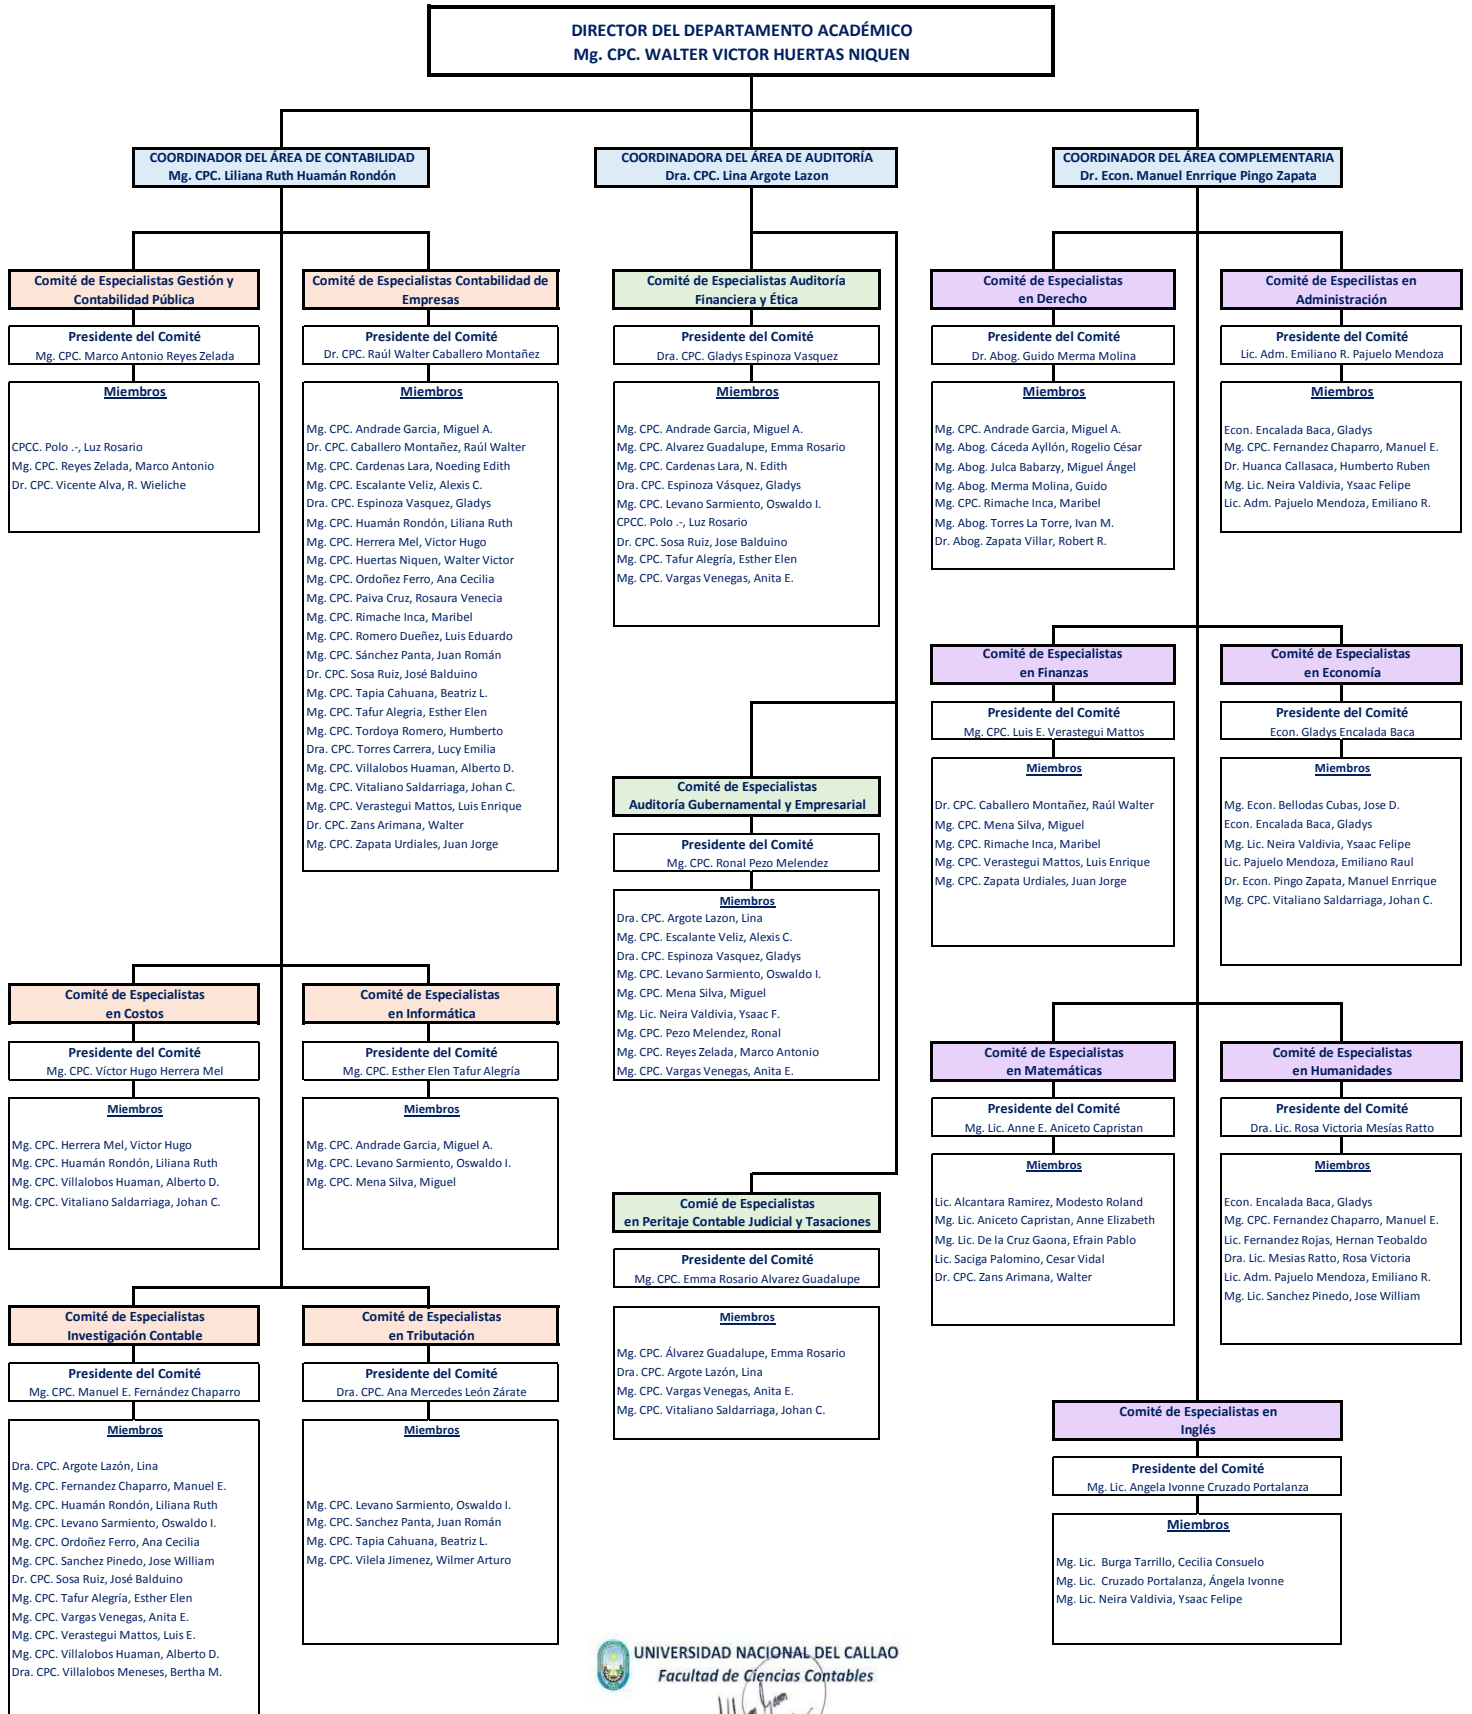 DIRECTOR DEL DEPARTAMENTO ACADÉMICO
Mg. CPC. WALTER VICTOR HUERTAS NIQUEN
COORDINADOR DEL ÁREA DE CONTABILIDAD
Mg. CPC. Liliana Ruth Huamán Rondón
COORDINADORA DEL ÁREA DE AUDITORÍA
Dra. CPC. Lina Argote Lazon
COORDINADOR DEL ÁREA COMPLEMENTARIA
Dr. Econ. Manuel Enrrique Pingo Zapata
Comité de Especialistas Gestión y
Contabilidad Pública
Presidente del Comité
Mg. CPC. Marco Antonio Reyes Zelada
Miembros
CPCC. Polo .-, Luz Rosario
Mg. CPC. Reyes Zelada, Marco Antonio
Dr. CPC. Vicente Alva, R. Wieliche
Comité de Especialistas Contabilidad de
Empresas
Presidente del Comité
Dr. CPC. Raúl Walter Caballero Montañez
Miembros
Mg. CPC. Andrade Garcia, Miguel A.
Dr. CPC. Caballero Montañez, Raúl Walter
Mg. CPC. Cardenas Lara, Noeding Edith
Mg. CPC. Escalante Veliz, Alexis C.
Dra. CPC. Espinoza Vasquez, Gladys
Mg. CPC. Huamán Rondón, Liliana Ruth
Mg. CPC. Herrera Mel, Victor Hugo
Mg. CPC. Huertas Niquen, Walter Victor
Mg. CPC. Ordoñez Ferro, Ana Cecilia
Mg. CPC. Paiva Cruz, Rosaura Venecia
Mg. CPC. Rimache Inca, Maribel
Mg. CPC. Romero Dueñez, Luis Eduardo
Mg. CPC. Sánchez Panta, Juan Román
Dr. CPC. Sosa Ruiz, José Balduino
Mg. CPC. Tapia Cahuana, Beatriz L.
Mg. CPC. Tafur Alegria, Esther Elen
Mg. CPC. Tordoya Romero, Humberto
Dra. CPC. Torres Carrera, Lucy Emilia
Mg. CPC. Villalobos Huaman, Alberto D.
Mg. CPC. Vitaliano Saldarriaga, Johan C.
Mg. CPC. Verastegui Mattos, Luis Enrique
Dr. CPC. Zans Arimana, Walter
Mg. CPC. Zapata Urdiales, Juan Jorge
Comité de Especialistas Auditoría
Financiera y Ética
Presidente del Comité
Dra. CPC. Gladys Espinoza Vasquez
Miembros
Mg. CPC. Andrade Garcia, Miguel A.
Mg. CPC. Alvarez Guadalupe, Emma Rosario
Mg. CPC. Cardenas Lara, N. Edith
Dra. CPC. Espinoza Vásquez, Gladys
Mg. CPC. Levano Sarmiento, Oswaldo I.
CPCC. Polo .-, Luz Rosario
Dr. CPC. Sosa Ruiz, Jose Balduino
Mg. CPC. Tafur Alegría, Esther Elen
Mg. CPC. Vargas Venegas, Anita E.
Comité de Especialistas
en Derecho
Presidente del Comité
Dr. Abog. Guido Merma Molina
Miembros
Mg. CPC. Andrade Garcia, Miguel A.
Mg. Abog. Cáceda Ayllón, Rogelio César
Mg. Abog. Julca Babarzy, Miguel Ángel
Mg. Abog. Merma Molina, Guido
Mg. CPC. Rimache Inca, Maribel
Mg. Abog. Torres La Torre, Ivan M.
Dr. Abog. Zapata Villar, Robert R.
Comité de Especilistas en
Administración
Presidente del Comité
Lic. Adm. Emiliano R. Pajuelo Mendoza
Miembros
Econ. Encalada Baca, Gladys
Mg. CPC. Fernandez Chaparro, Manuel E.
Dr. Huanca Callasaca, Humberto Ruben
Mg. Lic. Neira Valdivia, Ysaac Felipe
Lic. Adm. Pajuelo Mendoza, Emiliano R.
Comité de Especialistas
en Finanzas
Presidente del Comité
Mg. CPC. Luis E. Verastegui Mattos
Miembros
Dr. CPC. Caballero Montañez, Raúl Walter
Mg. CPC. Mena Silva, Miguel
Mg. CPC. Rimache Inca, Maribel
Mg. CPC. Verastegui Mattos, Luis Enrique
Mg. CPC. Zapata Urdiales, Juan Jorge
Comité de Especialistas
en Economía
Presidente del Comité
Econ. Gladys Encalada Baca
Miembros
Mg. Econ. Bellodas Cubas, Jose D.
Econ. Encalada Baca, Gladys
Mg. Lic. Neira Valdivia, Ysaac Felipe
Lic. Pajuelo Mendoza, Emiliano Raul
Dr. Econ. Pingo Zapata, Manuel Enrrique
Mg. CPC. Vitaliano Saldarriaga, Johan C.
Comité de Especialistas
Auditoría Gubernamental y Empresarial
Presidente del Comité
Mg. CPC. Ronal Pezo Melendez
Miembros
Dra. CPC. Argote Lazon, Lina
Mg. CPC. Escalante Veliz, Alexis C.
Dra. CPC. Espinoza Vasquez, Gladys
Mg. CPC. Levano Sarmiento, Oswaldo I.
Mg. CPC. Mena Silva, Miguel
Mg. Lic. Neira Valdivia, Ysaac F.
Mg. CPC. Pezo Melendez, Ronal
Mg. CPC. Reyes Zelada, Marco Antonio
Mg. CPC. Vargas Venegas, Anita E.
Comité de Especialistas
en Costos
Presidente del Comité
Mg. CPC. Víctor Hugo Herrera Mel
Miembros
Mg. CPC. Herrera Mel, Victor Hugo
Mg. CPC. Huamán Rondón, Liliana Ruth
Mg. CPC. Villalobos Huaman, Alberto D.
Mg. CPC. Vitaliano Saldarriaga, Johan C.
Comité de Especialistas
en Informática
Presidente del Comité
Mg. CPC. Esther Elen Tafur Alegría
Miembros
Mg. CPC. Andrade Garcia, Miguel A.
Mg. CPC. Levano Sarmiento, Oswaldo I.
Mg. CPC. Mena Silva, Miguel
Comité de Especialistas
en Matemáticas
Presidente del Comité
Mg. Lic. Anne E. Aniceto Capristan
Miembros
Lic. Alcantara Ramirez, Modesto Roland
Mg. Lic. Aniceto Capristan, Anne Elizabeth
Mg. Lic. De la Cruz Gaona, Efrain Pablo
Lic. Saciga Palomino, Cesar Vidal
Dr. CPC. Zans Arimana, Walter
Comité de Especialistas
en Humanidades
Presidente del Comité
Dra. Lic. Rosa Victoria Mesías Ratto
Miembros
Econ. Encalada Baca, Gladys
Mg. CPC. Fernandez Chaparro, Manuel E.
Lic. Fernandez Rojas, Hernan Teobaldo
Dra. Lic. Mesias Ratto, Rosa Victoria
Lic. Adm. Pajuelo Mendoza, Emiliano R.
Mg. Lic. Sanchez Pinedo, Jose William
Comié de Especialistas
en Peritaje Contable Judicial y Tasaciones
Presidente del Comité
Mg. CPC. Emma Rosario Alvarez Guadalupe
Miembros
Mg. CPC. Álvarez Guadalupe, Emma Rosario
Dra. CPC. Argote Lazón, Lina
Mg. CPC. Vargas Venegas, Anita E.
Mg. CPC. Vitaliano Saldarriaga, Johan C.
Comité de Especialistas
Investigación Contable
Presidente del Comité
Mg. CPC. Manuel E. Fernández Chaparro
Miembros
Dra. CPC. Argote Lazón, Lina
Mg. CPC. Fernandez Chaparro, Manuel E.
Mg. CPC. Huamán Rondón, Liliana Ruth
Mg. CPC. Levano Sarmiento, Oswaldo I.
Mg. CPC. Ordoñez Ferro, Ana Cecilia
Mg. CPC. Sanchez Pinedo, Jose William
Dr. CPC. Sosa Ruiz, José Balduino
Mg. CPC. Tafur Alegría, Esther Elen
Mg. CPC. Vargas Venegas, Anita E.
Mg. CPC. Verastegui Mattos, Luis E.
Mg. CPC. Villalobos Huaman, Alberto D.
Dra. CPC. Villalobos Meneses, Bertha M.
Comité de Especialistas
en Tributación
Presidente del Comité
Dra. CPC. Ana Mercedes León Zárate
Miembros
Mg. CPC. Levano Sarmiento, Oswaldo I.
Mg. CPC. Sanchez Panta, Juan Román
Mg. CPC. Tapia Cahuana, Beatriz L.
Mg. CPC. Vilela Jimenez, Wilmer Arturo
Comité de Especialistas en
Inglés
Presidente del Comité
Mg. Lic. Angela Ivonne Cruzado Portalanza
Miembros
Mg. Lic. Burga Tarrillo, Cecilia Consuelo
Mg. Lic. Cruzado Portalanza, Ángela Ivonne
Mg. Lic. Neira Valdivia, Ysaac Felipe
UNIVERSIDAD NACIONAL DEL CALLAO
Facultad de Ciencias Contables